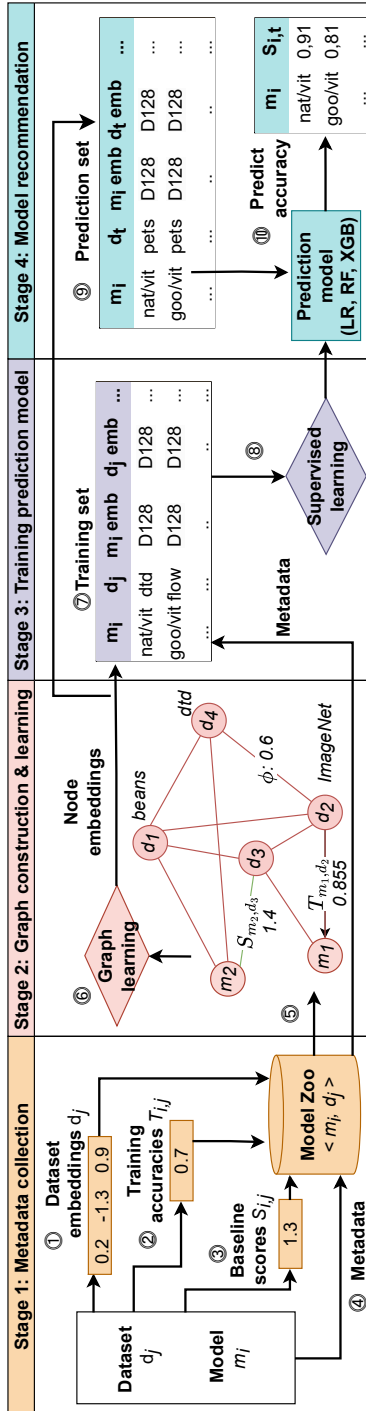 Stage 1: Metadata collection
Dataset
dj
Model
mi
①
Dataset
embeddings dj
0.2 -1.3 0.9
②
Training
accuracies Ti,j
0.7
③
Baseline
scores Si,j
1.3
④ Metadata
Model Zoo
< mi, dj >
Stage 2: Graph construction & learning
⑤
⑥
Graph
learning
Node
embeddings
beans
d1
dtd
d4
m2
Sm2,d3
1.4
d3
ϕ: 0.6
d2
ImageNet
m1
Tm1,d2
0.855
Stage 3: Training prediction model
⑦ Training set
mi dj mi emb dj emb ...
nat/vit dtd D128 D128 ...
goo/vit flow D128 D128 ...
... .. .. ...
Metadata
⑧
Supervised
learning
Stage 4: Model recommendation
⑨ Prediction set
mi dt mi emb dt emb ...
nat/vit pets D128 D128 ...
goo/vit pets D128 D128 ...
... .. .. ...
Prediction
model
(LR, RF, XGB)
⑩ Predict
accuracy
mi Si,t
nat/vit 0,91
goo/vit 0,81
... ...